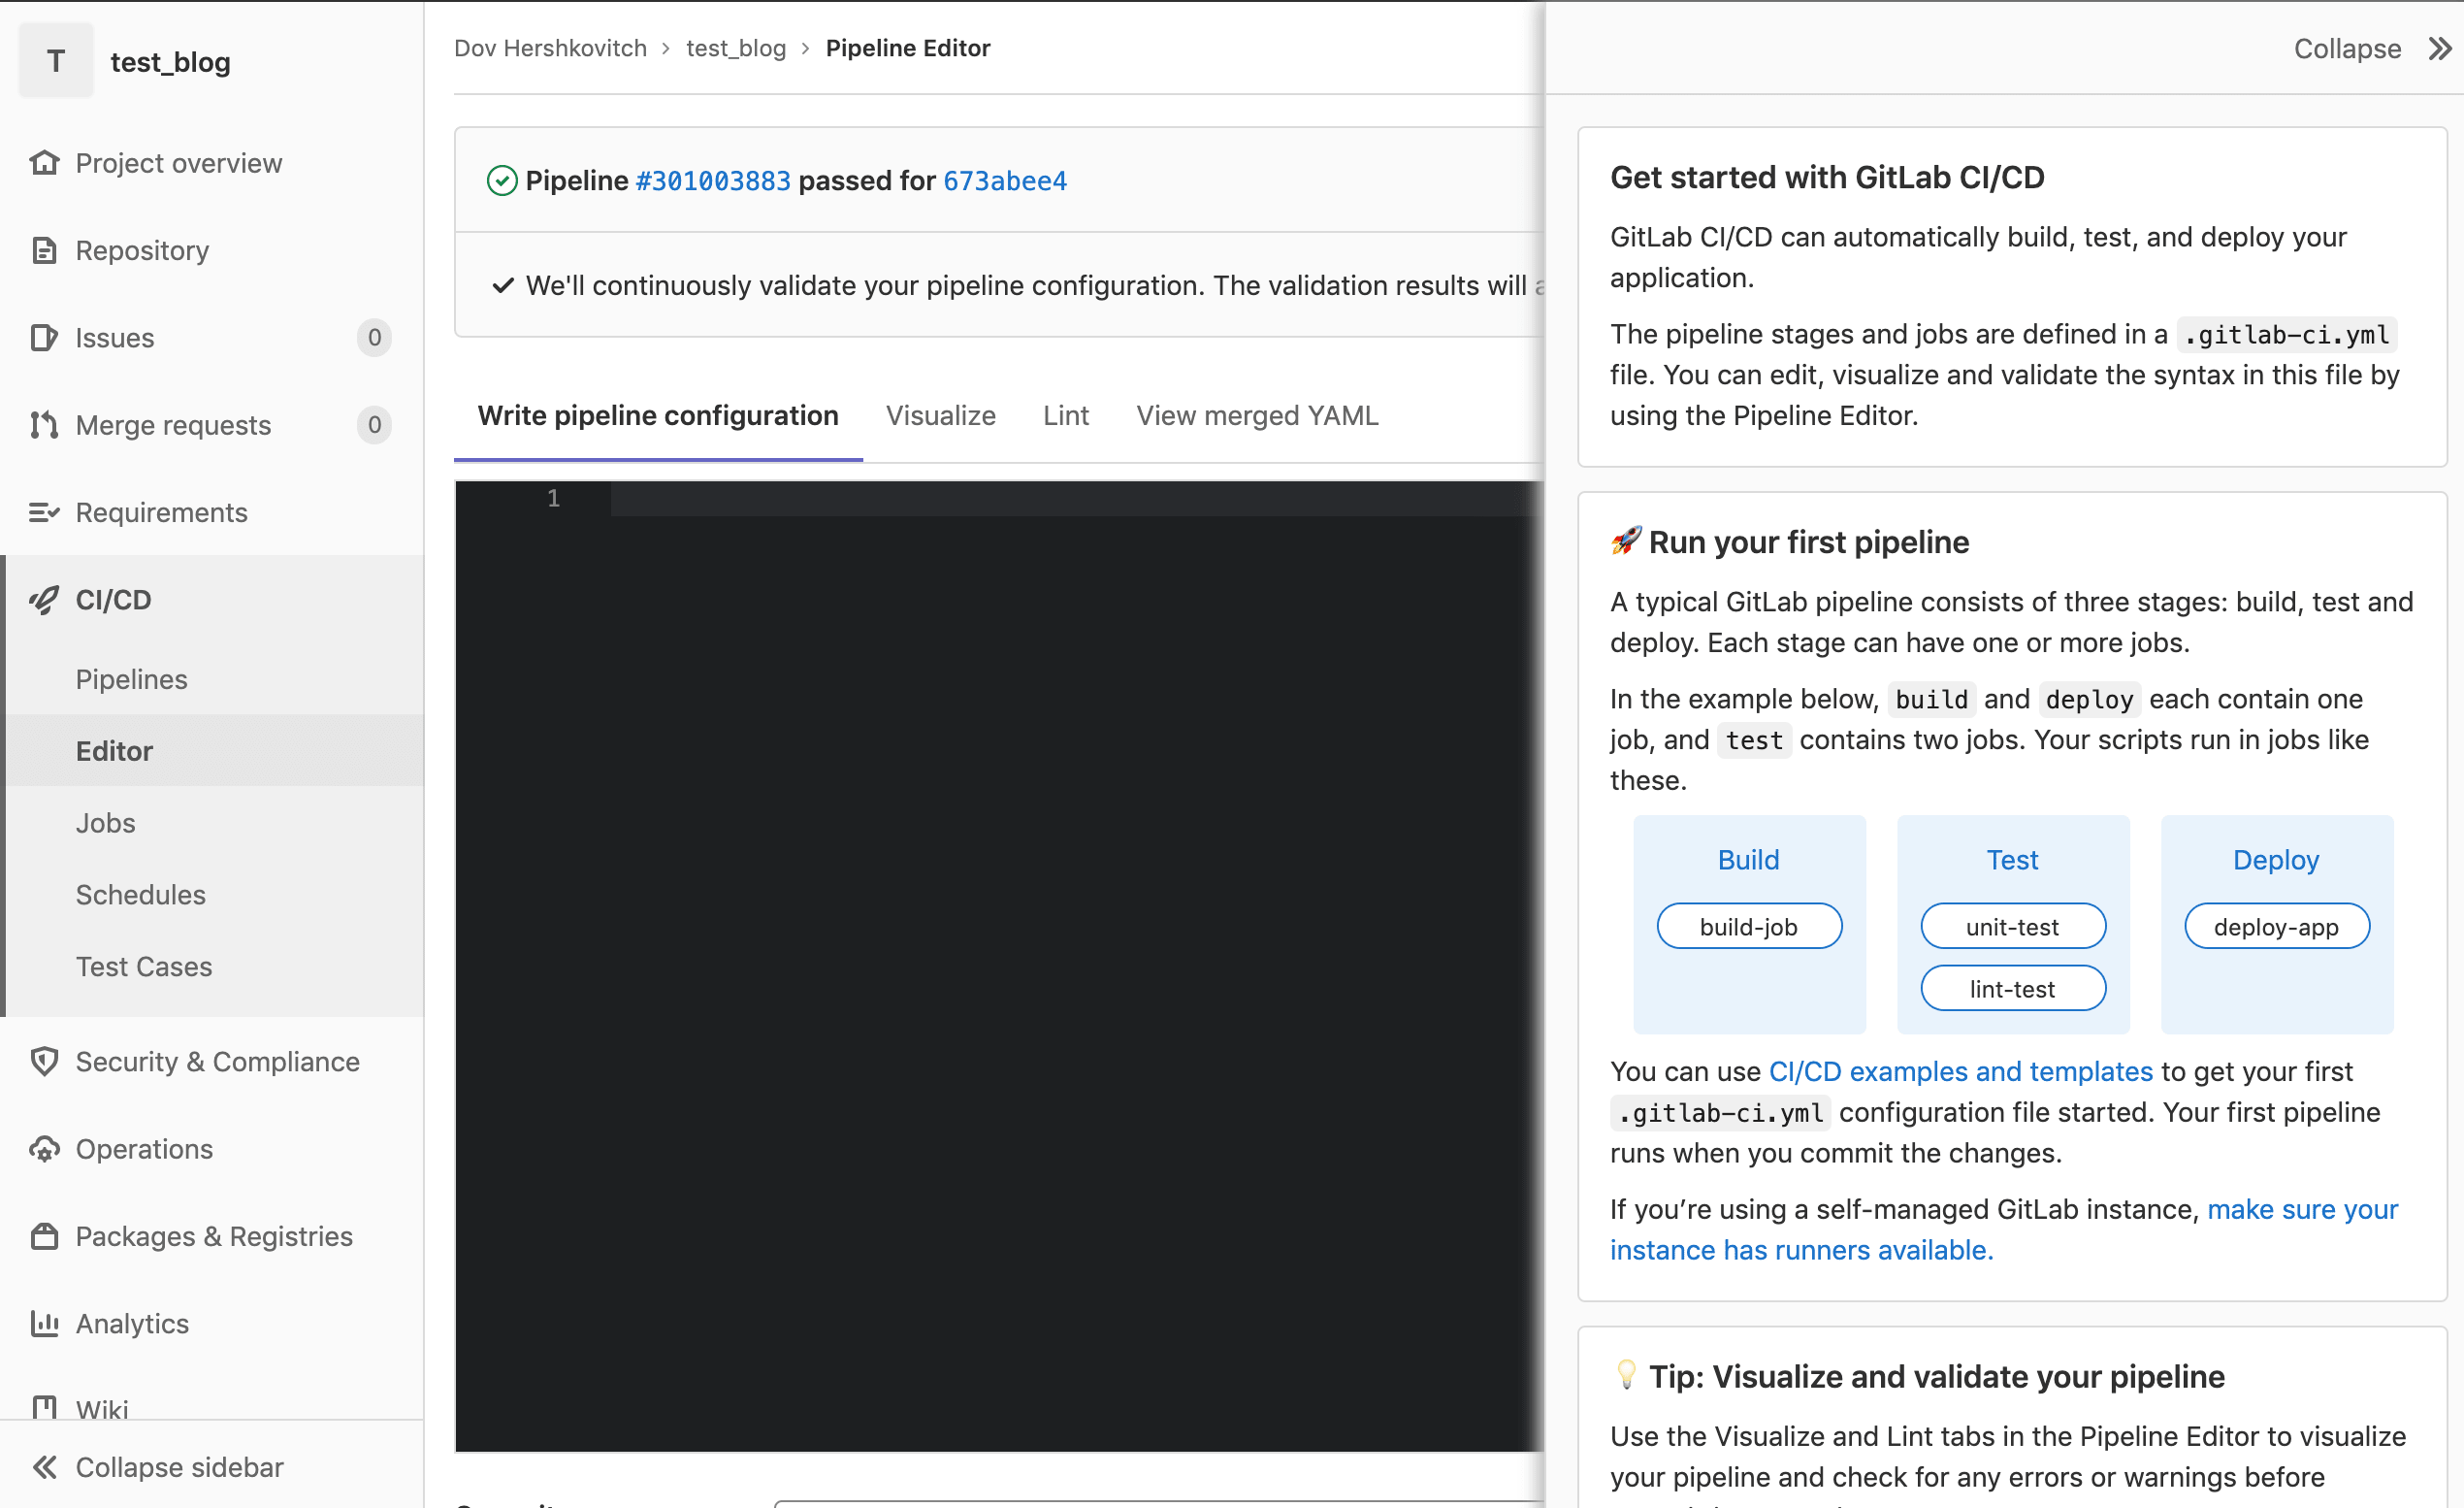 T test_blog
Project overview
Repository
Issues 0
Merge requests 0
Requirements
CI/CD
Pipelines
Editor
Jobs
Schedules
Test Cases
Security & Compliance
Operations
Packages & Registries
Analytics
Wiki
Collapse sidebar
Dov Hershkovitch › test_blog › Pipeline Editor
Pipeline #301003883 passed for 673abee4
We'll continuously validate your pipeline configuration. The validation results will
Write pipeline configuration Visualize Lint View merged YAML
1
Collapse
Get started with GitLab CI/CD
GitLab CI/CD can automatically build, test, and deploy your
application.
The pipeline stages and jobs are defined in a .gitlab-ci.yml
file. You can edit, visualize and validate the syntax in this file by
using the Pipeline Editor.
🚀 Run your first pipeline
A typical GitLab pipeline consists of three stages: build, test and
deploy. Each stage can have one or more jobs.
In the example below, build and deploy each contain one
job, and test contains two jobs. Your scripts run in jobs like
these.
Build Test Deploy
build-job unit-test deploy-app
lint-test
You can use CI/CD examples and templates to get your first
.gitlab-ci.yml configuration file started. Your first pipeline
runs when you commit the changes.
If you’re using a self-managed GitLab instance, make sure your
instance has runners available.
💡 Tip: Visualize and validate your pipeline
Use the Visualize and Lint tabs in the Pipeline Editor to visualize
your pipeline and check for any errors or warnings before